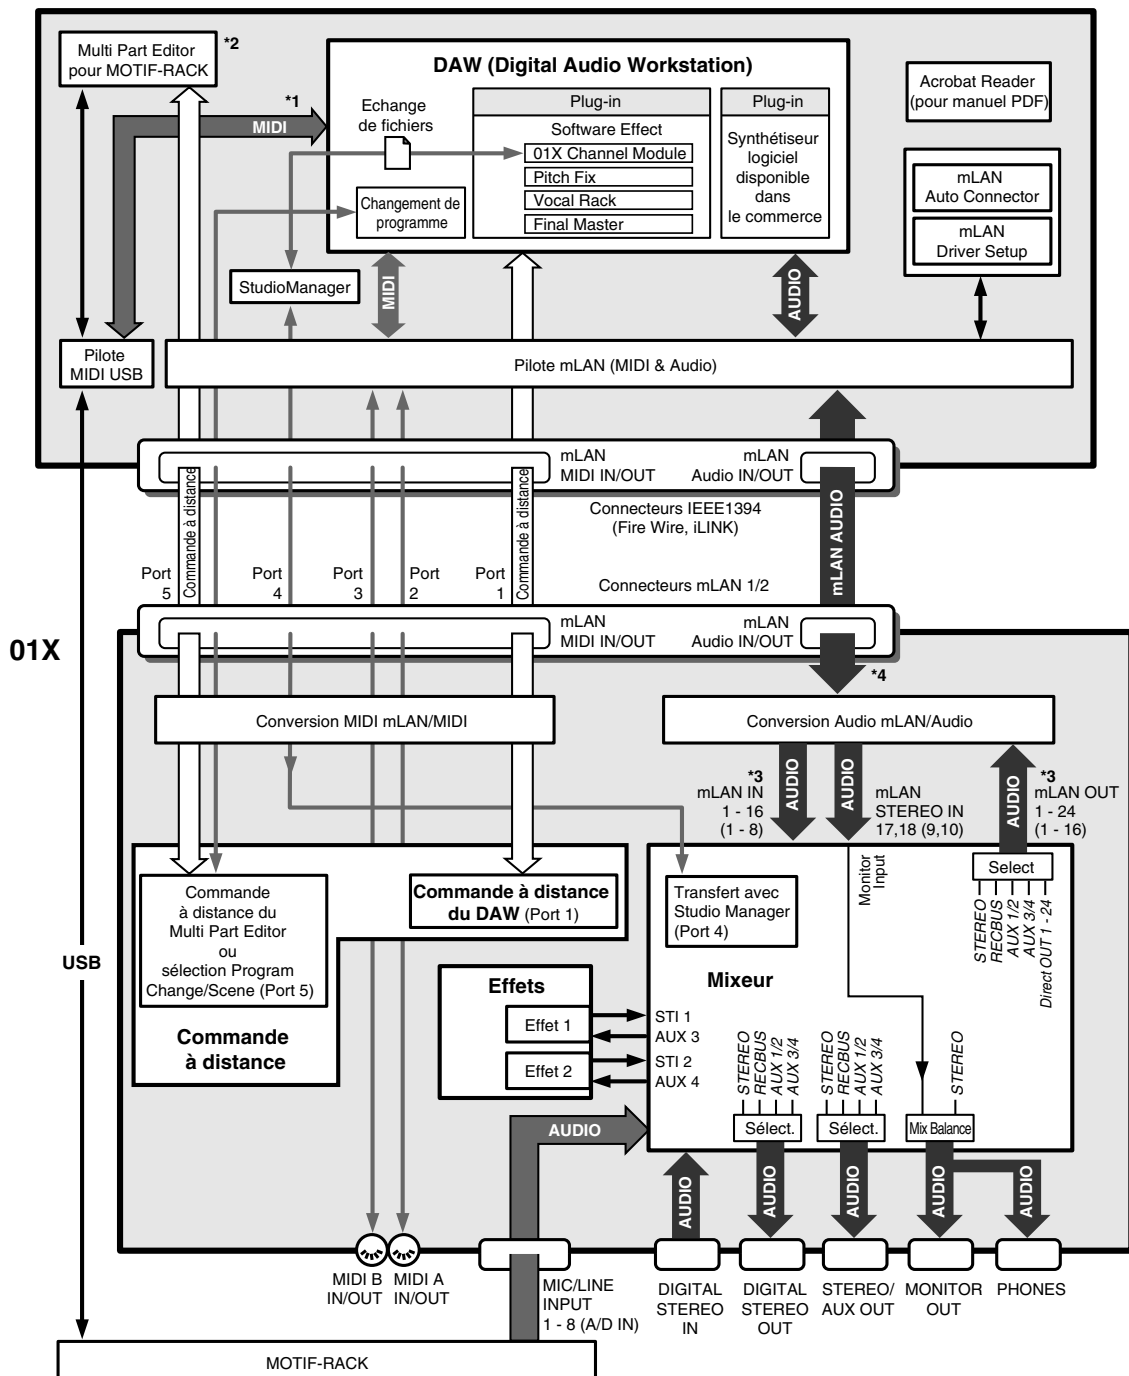 Multi Part Editor
pour MOTIF-RACK
*2
DAW (Digital Audio Workstation)
Acrobat Reader
(pour manuel PDF)
*1
MIDI
Echange
de fichiers
Plug-in
Software Effect
01X Channel Module
Pitch Fix
Vocal Rack
Final Master
Plug-in
Synthétiseur
logiciel
disponible
dans
le commerce
mLAN
Auto Connector
mLAN
Driver Setup
Changement de
programme
StudioManager
MIDI
AUDIO
Pilote
MIDI USB
Pilote mLAN (MIDI & Audio)
mLAN
MIDI IN/OUT
mLAN
Audio IN/OUT
Commande à distance
Commande à distance
mLAN AUDIO
Connecteurs IEEE1394
(Fire Wire, iLINK)
Port
5
Port
4
Port
3
Port
2
Port
1
Connecteurs mLAN 1/2
01X
mLAN
MIDI IN/OUT
mLAN
Audio IN/OUT
*4
Conversion MIDI mLAN/MIDI
Conversion Audio mLAN/Audio
*3
mLAN IN
1 - 16
(1 - 8)
AUDIO
AUDIO
mLAN
STEREO IN
17,18 (9,10)
AUDIO
*3
mLAN OUT
1 - 24
(1 - 16)
Commande
à distance du
Multi Part Editor
ou
sélection Program
Change/Scene (Port 5)
Commande à distance
du DAW (Port 1)
Commande
à distance
Transfert avec
Studio Manager
(Port 4)
Monitor
Input
Select
STEREO
RECBUS
AUX 1/2
AUX 3/4
Direct OUT 1 - 24
USB
Effets
Effet 1
Effet 2
Mixeur
STI 1
AUX 3
STI 2
AUX 4
STEREO
RECBUS
AUX 1/2
AUX 3/4
STEREO
RECBUS
AUX 1/2
AUX 3/4
STEREO
Sélect.
Sélect.
Mix Balance
AUDIO
AUDIO
AUDIO
AUDIO
AUDIO
AUDIO
MIDI B
IN/OUT
MIDI A
IN/OUT
MIC/LINE
INPUT
1 - 8 (A/D IN)
DIGITAL
STEREO
IN
DIGITAL
STEREO
OUT
STEREO/
AUX OUT
MONITOR
OUT
PHONES
MOTIF-RACK